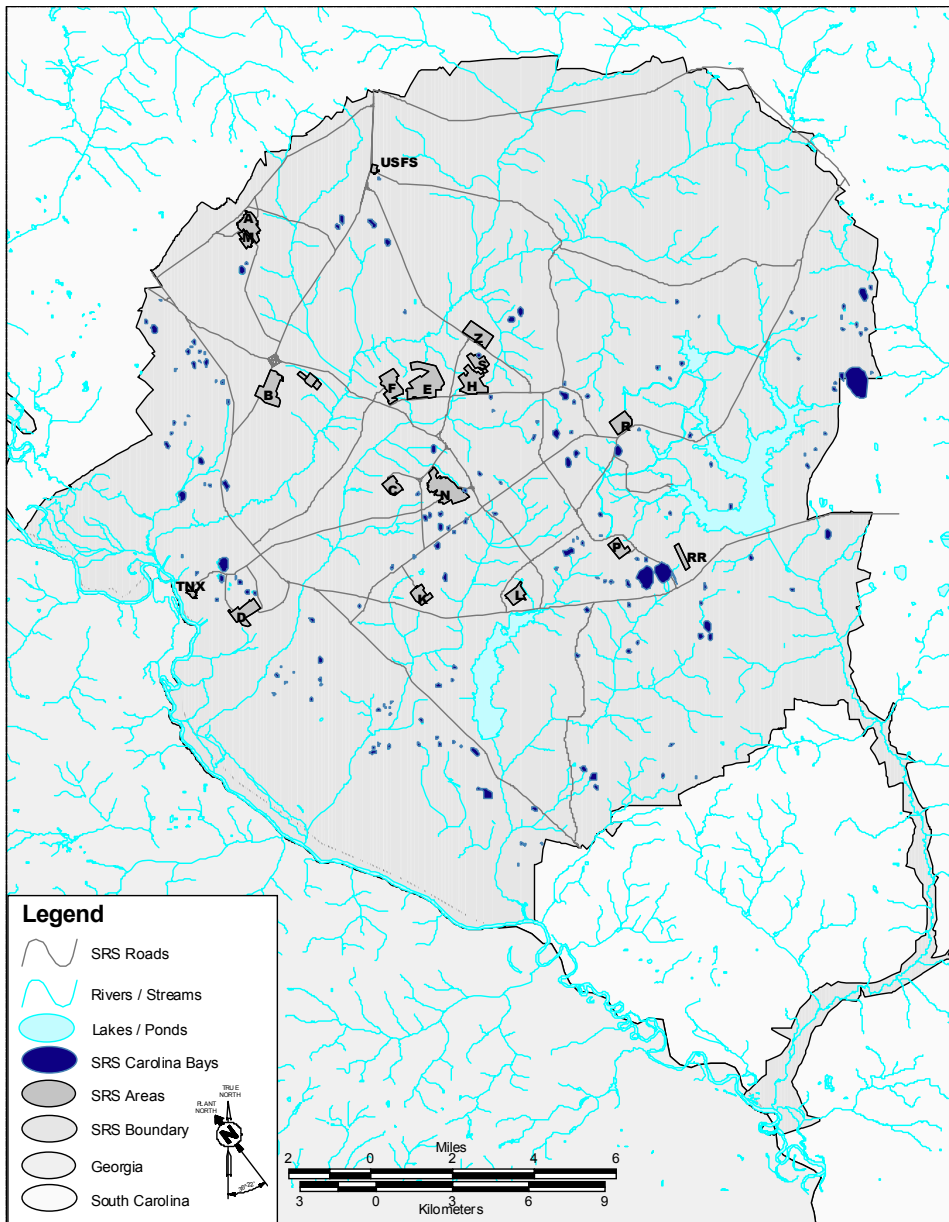 USFS
A
M
Z
S
H
F
E
B
R
C
N
P
RR
TNX
D
K
L
Legend
SRS Roads
Rivers / Streams
Lakes / Ponds
SRS Carolina Bays
SRS Areas
SRS Boundary
Georgia
South Carolina
TRUE
NORTH
PLANT
NORTH
N
Miles
2 0 2 4 6
3 0 3 6 9
Kilometers